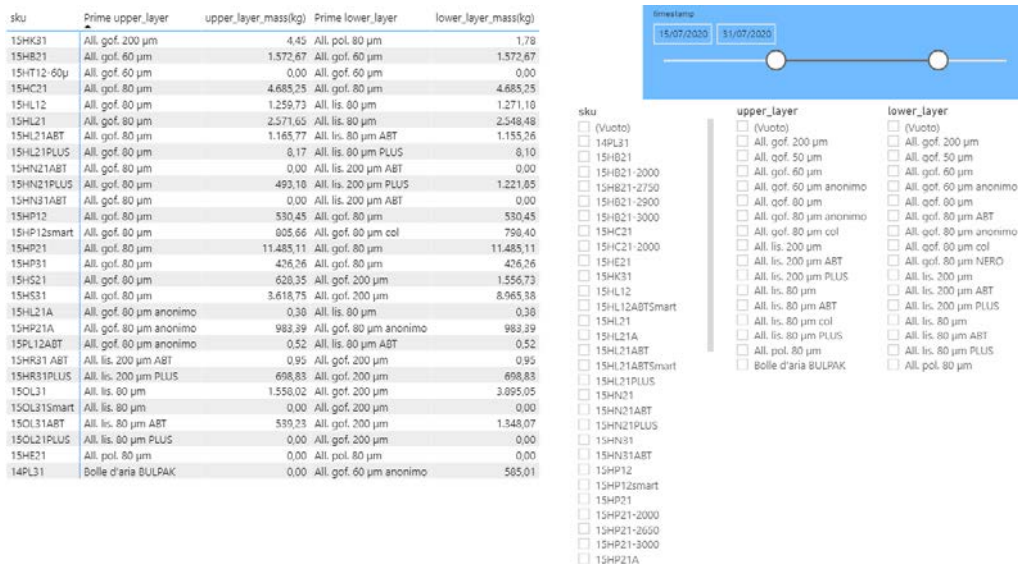 sku Prime upper_layer upper_layer_mass(kg) Prime lower_layer lower_layer_mass(kg)
15HK31 All. gof. 200 µm 4,45 All. pol. 80 µm 1,78
15HB21 All. gof. 60 µm 1.572,67 All. gof. 60 µm 1.572,67
15HT12-60µ All. gof. 60 µm 0,00 All. gof. 60 µm 0,00
15HC21 All. gof. 80 µm 4.685,25 All. gof. 80 µm 4.685,25
15HL12 All. gof. 80 µm 1.259,73 All. lis. 80 µm 1.271,18
15HL21 All. gof. 80 µm 2.571,65 All. lis. 80 µm 2.548,48
15HL21ABT All. gof. 80 µm 1.165,77 All. lis. 80 µm ABT 1.155,26
15HL21PLUS All. gof. 80 µm 8,17 All. lis. 80 µm PLUS 8,10
15HN21ABT All. gof. 80 µm 0,00 All. lis. 200 µm ABT 0,00
15HN21PLUS All. gof. 80 µm 493,18 All. lis. 200 µm PLUS 1.221,85
15HN31ABT All. gof. 80 µm 0,00 All. lis. 200 µm ABT 0,00
15HP12 All. gof. 80 µm 530,45 All. gof. 80 µm 530,45
15HP12smart All. gof. 80 µm 805,66 All. gof. 80 µm col 798,40
15HP21 All. gof. 80 µm 11.485,11 All. gof. 80 µm 11.485,11
15HP31 All. gof. 80 µm 426,26 All. gof. 80 µm 426,26
15HS21 All. gof. 80 µm 628,35 All. gof. 200 µm 1.556,73
15HS31 All. gof. 80 µm 3.618,75 All. gof. 200 µm 8.965,38
15HL21A All. gof. 80 µm anonimo 0,38 All. lis. 80 µm 0,38
15HP21A All. gof. 80 µm anonimo 983,39 All. gof. 80 µm anonimo 983,39
15PL12ABT All. gof. 80 µm anonimo 0,52 All. lis. 80 µm ABT 0,52
15HR31 ABT All. lis. 200 µm ABT 0,95 All. gof. 200 µm 0,95
15HR31PLUS All. lis. 200 µm PLUS 698,83 All. gof. 200 µm 698,83
15OL31 All. lis. 80 µm 1.558,02 All. gof. 200 µm 3.895,05
15OL31Smart All. lis. 80 µm 0,00 All. gof. 200 µm 0,00
15OL31ABT All. lis. 80 µm ABT 539,23 All. gof. 200 µm 1.348,07
15OL21PLUS All. lis. 80 µm PLUS 0,00 All. gof. 200 µm 0,00
15HE21 All. pol. 80 µm 0,00 All. pol. 80 µm 0,00
14PL31 Bolle d'aria BULPAK 0,00 All. gof. 60 µm anonimo 585,01
timestamp
15/07/2020 31/07/2020
sku
(Vuoto)
14PL31
15HB21
15HB21-2000
15HB21-2750
15HB21-2900
15HB21-3000
15HC21
15HC21-2000
15HE21
15HK31
15HL12
15HL12ABTSmart
15HL21
15HL21A
15HL21ABT
15HL21ABTSmart
15HL21PLUS
15HN21
15HN21ABT
15HN21PLUS
15HN31
15HN31ABT
15HP12
15HP12smart
15HP21
15HP21-2000
15HP21-2650
15HP21-3000
15HP21A
upper_layer
(Vuoto)
All. gof. 200 µm
All. gof. 50 µm
All. gof. 60 µm
All. gof. 60 µm anonimo
All. gof. 80 µm
All. gof. 80 µm anonimo
All. gof. 80 µm col
All. lis. 200 µm
All. lis. 200 µm ABT
All. lis. 200 µm PLUS
All. lis. 80 µm
All. lis. 80 µm ABT
All. lis. 80 µm col
All. lis. 80 µm PLUS
All. pol. 80 µm
Bolle d'aria BULPAK
lower_layer
(Vuoto)
All. gof. 200 µm
All. gof. 50 µm
All. gof. 60 µm
All. gof. 60 µm anonimo
All. gof. 80 µm
All. gof. 80 µm ABT
All. gof. 80 µm anonimo
All. gof. 80 µm col
All. gof. 80 µm NERO
All. lis. 200 µm
All. lis. 200 µm ABT
All. lis. 200 µm PLUS
All. lis. 80 µm
All. lis. 80 µm ABT
All. lis. 80 µm PLUS
All. pol. 80 µm